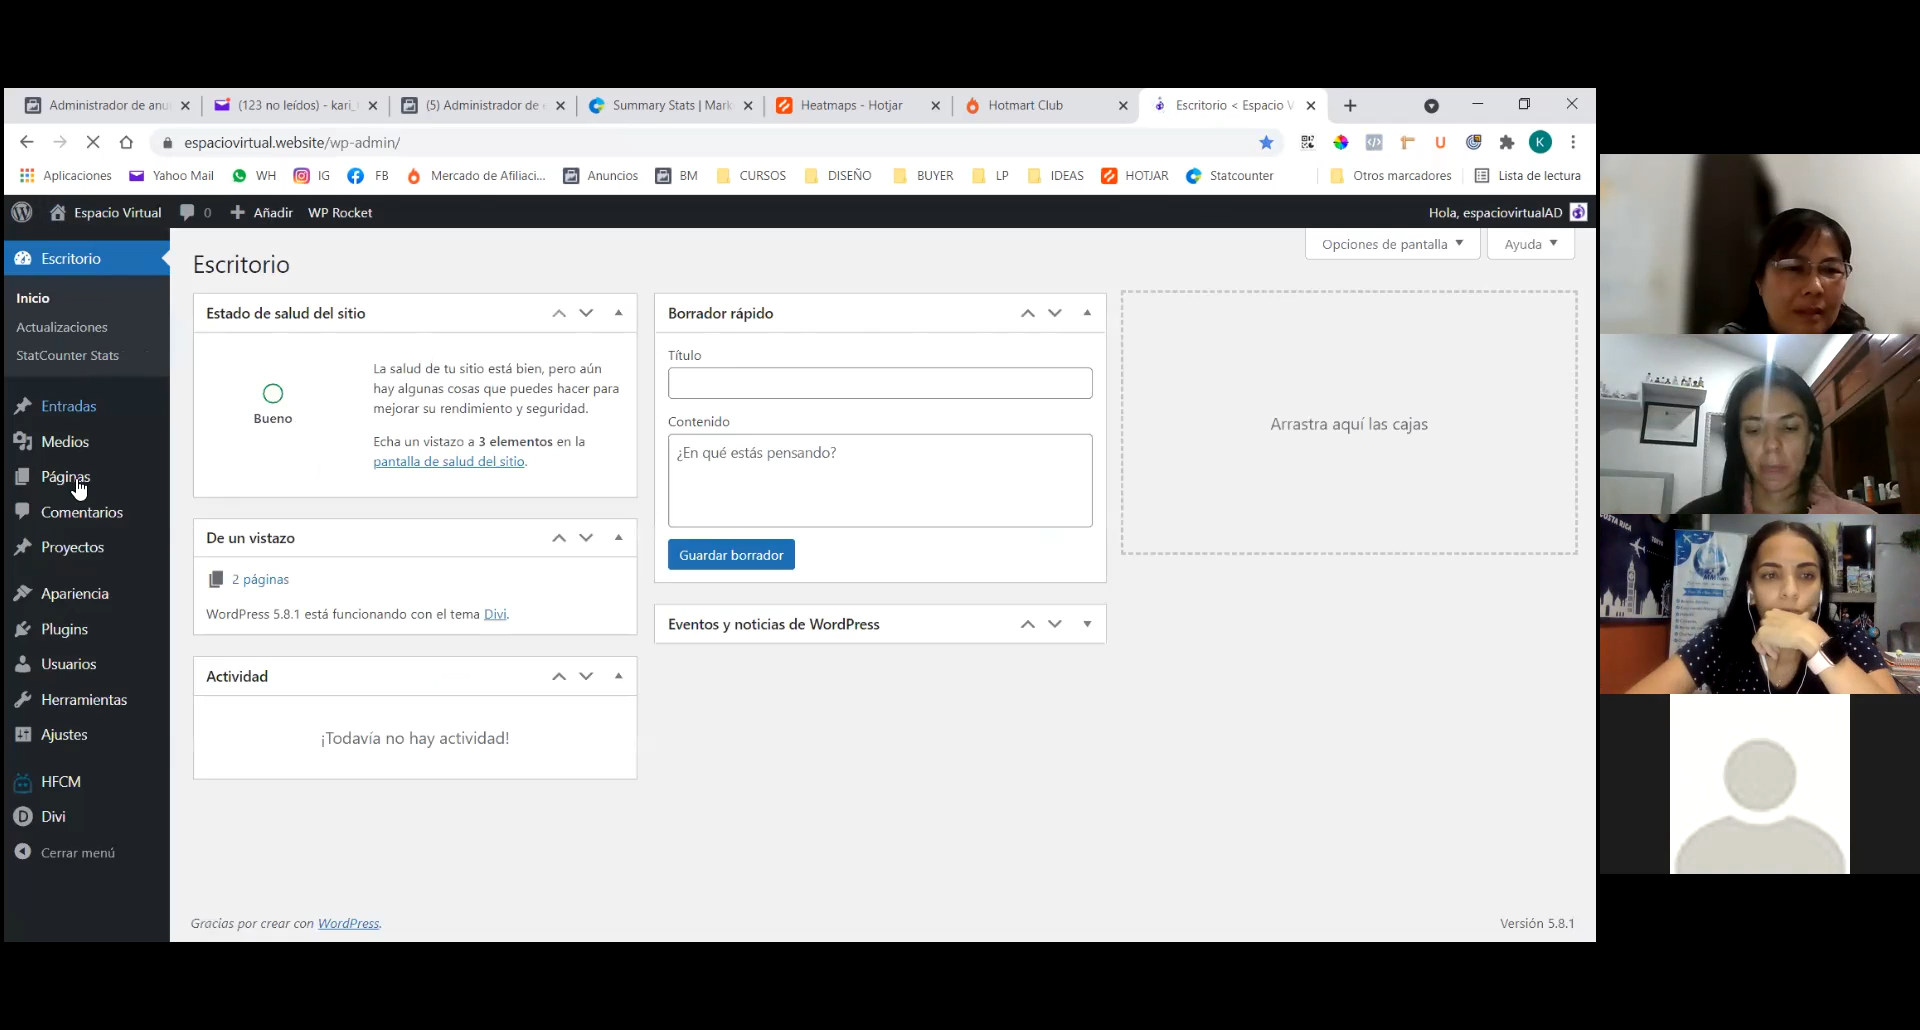 Administrador de anu
(123 no leídos) - kari_
(5) Administrador de
Summary Stats | Mark
Heatmaps - Hotjar
Hotmart Club
Escritorio < Espacio V
espaciovirtual.website/wp-admin/
K
Aplicaciones
Yahoo Mail
WH
IG
FB
Mercado de Afiliaci...
Anuncios
BM
CURSOS
DISEÑO
BUYER
LP
IDEAS
HOTJAR
Statcounter
Otros marcadores
Lista de lectura
Espacio Virtual
0
Añadir
WP Rocket
Hola, espaciovirtualAD
Escritorio
Inicio
Actualizaciones
StatCounter Stats
Entradas
Medios
Páginas
Comentarios
Proyectos
Apariencia
Plugins
Usuarios
Herramientas
Ajustes
HFCM
Divi
Cerrar menú
Opciones de pantalla
Ayuda
Escritorio
Estado de salud del sitio
Bueno
La salud de tu sitio está bien, pero aún
hay algunas cosas que puedes hacer para
mejorar su rendimiento y seguridad.
Echa un vistazo a 3 elementos en la
pantalla de salud del sitio.
De un vistazo
2 páginas
WordPress 5.8.1 está funcionando con el tema Divi.
Actividad
¡Todavía no hay actividad!
Borrador rápido
Título
Contenido
¿En qué estás pensando?
Guardar borrador
Eventos y noticias de WordPress
Arrastra aquí las cajas
Gracias por crear con WordPress.
Versión 5.8.1
COSTA RICA